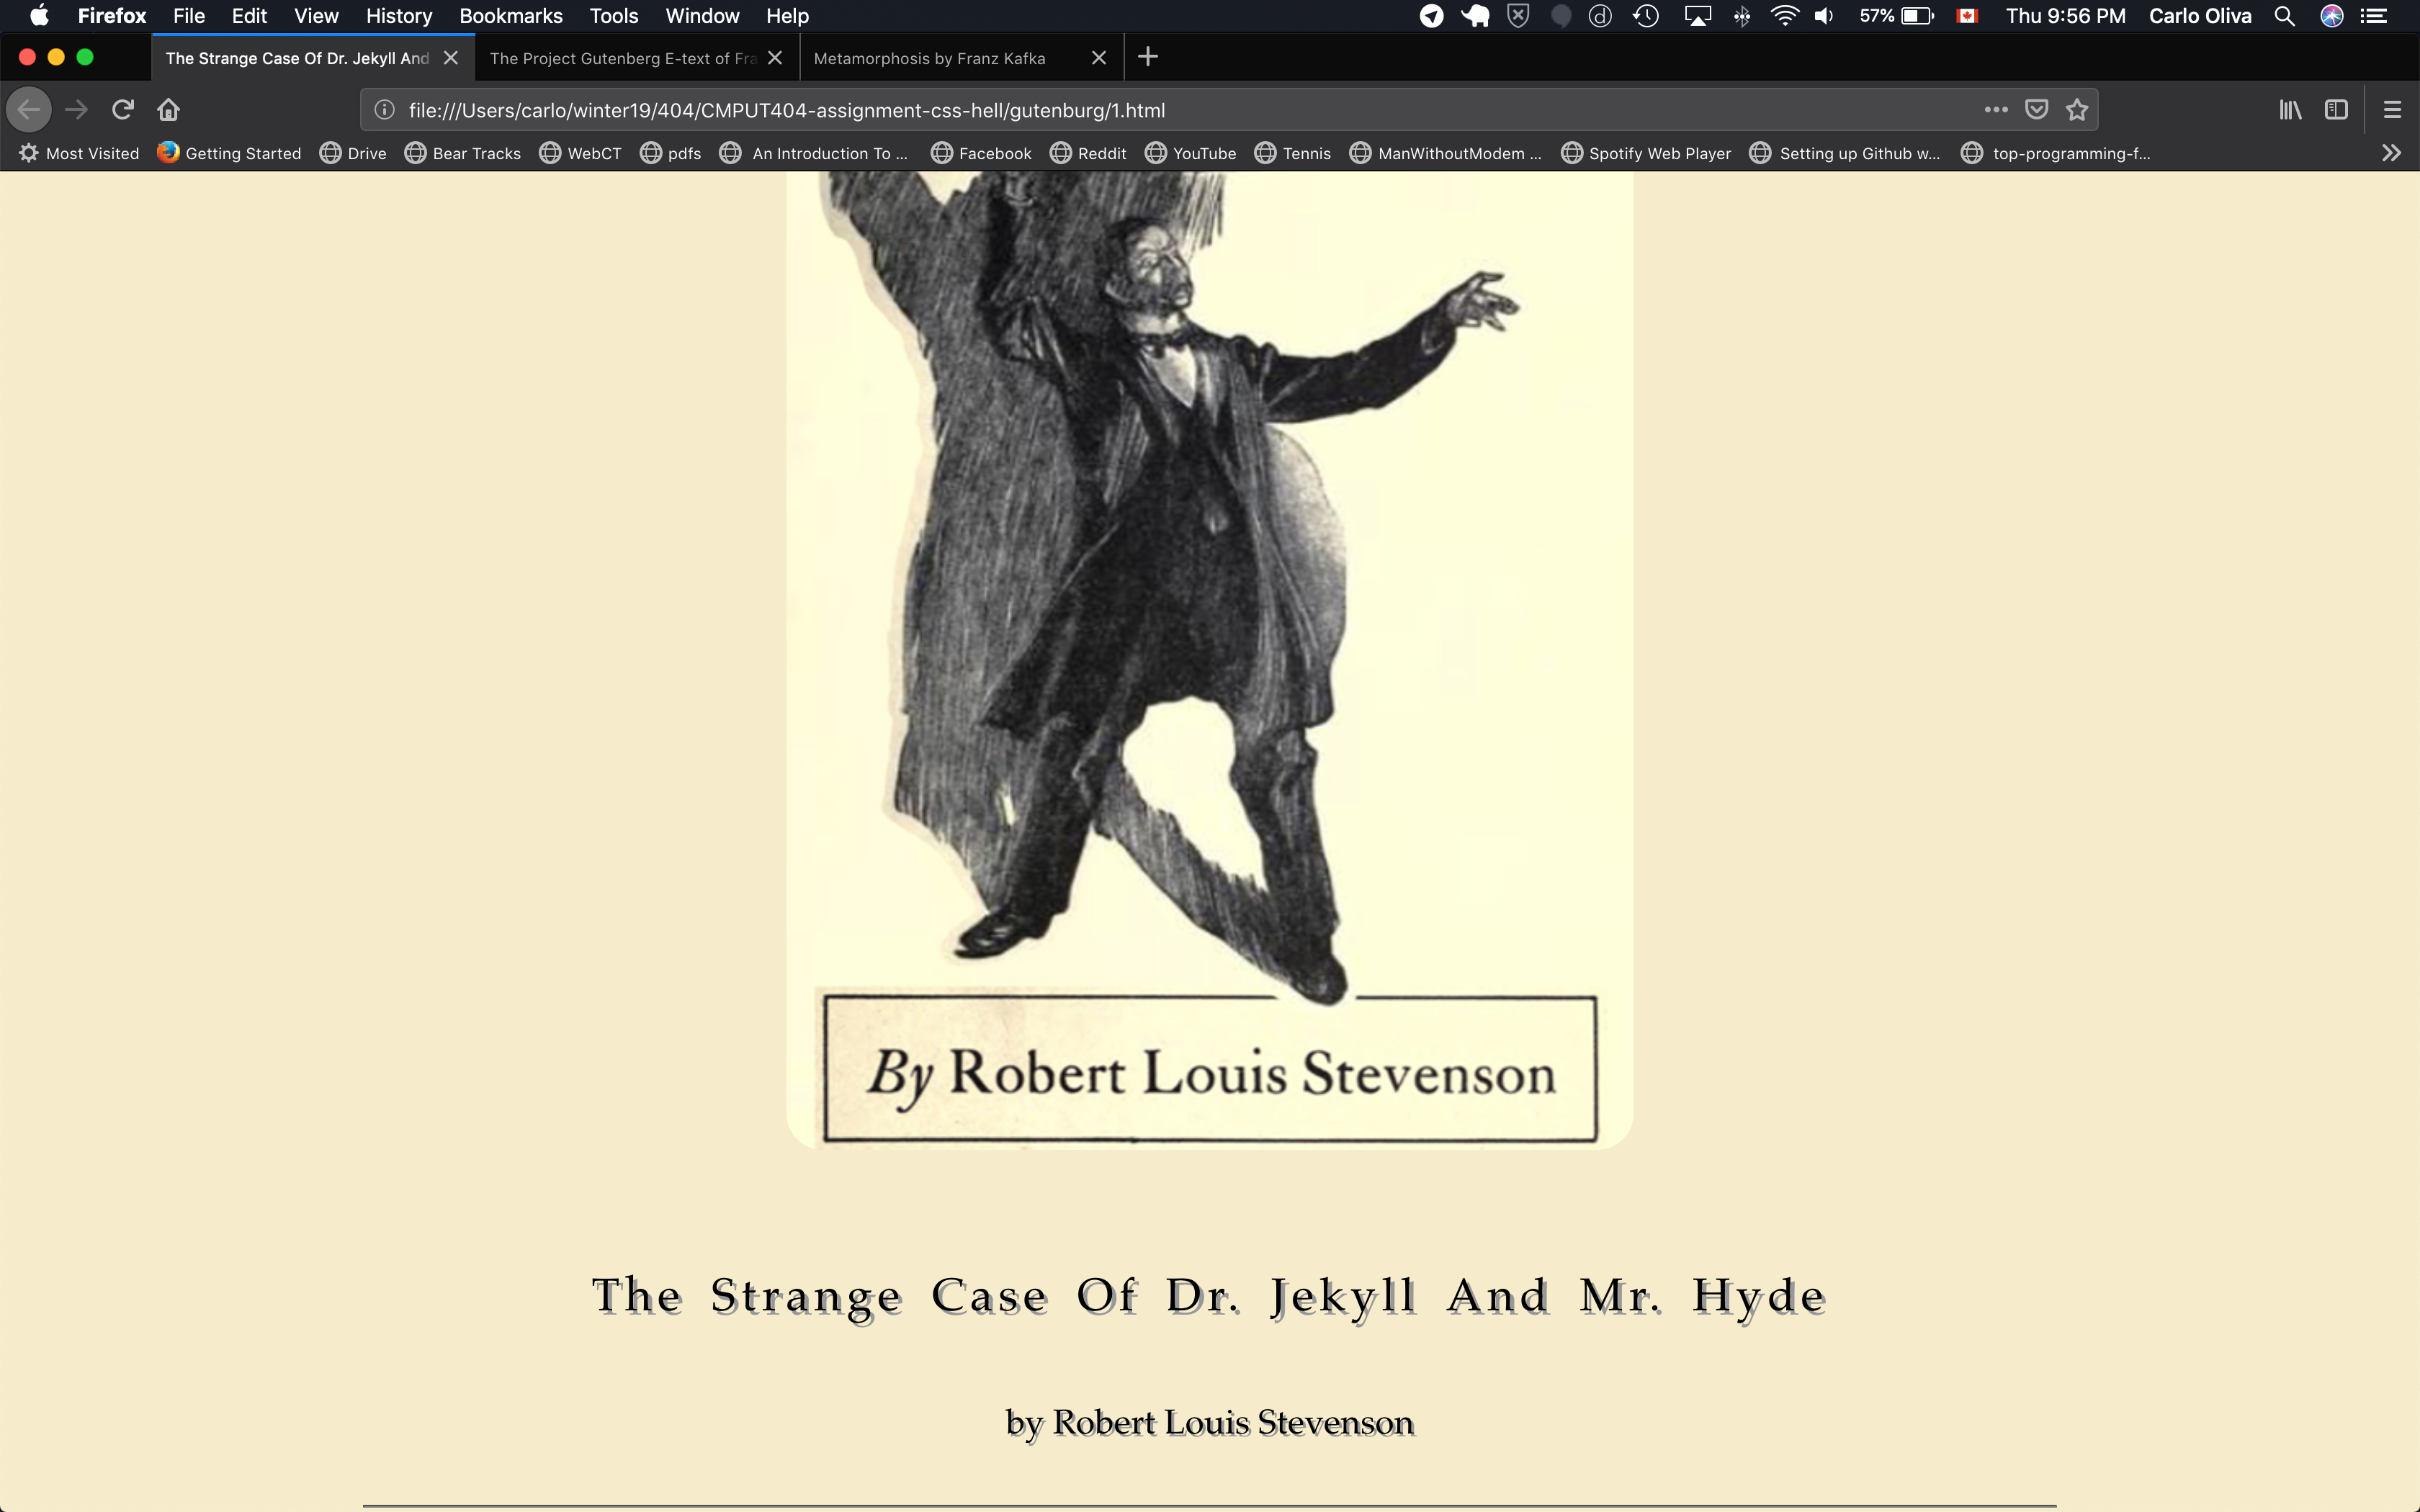 Firefox File Edit View History Bookmarks Tools Window Help 57% Thu 9:56 PM Carlo Oliva
The Strange Case Of Dr. Jekyll And The Project Gutenberg E-text of Fra Metamorphosis by Franz Kafka
file:///Users/carlo/winter19/404/CMPUT404-assignment-css-hell/gutenburg/1.html
Most Visited Getting Started Drive Bear Tracks WebCT pdfs An Introduction To ... Facebook Reddit YouTube Tennis ManWithoutModem ... Spotify Web Player Setting up Github w... top-programming-f...
By Robert Louis Stevenson
The Strange Case Of Dr. Jekyll And Mr. Hyde
by Robert Louis Stevenson